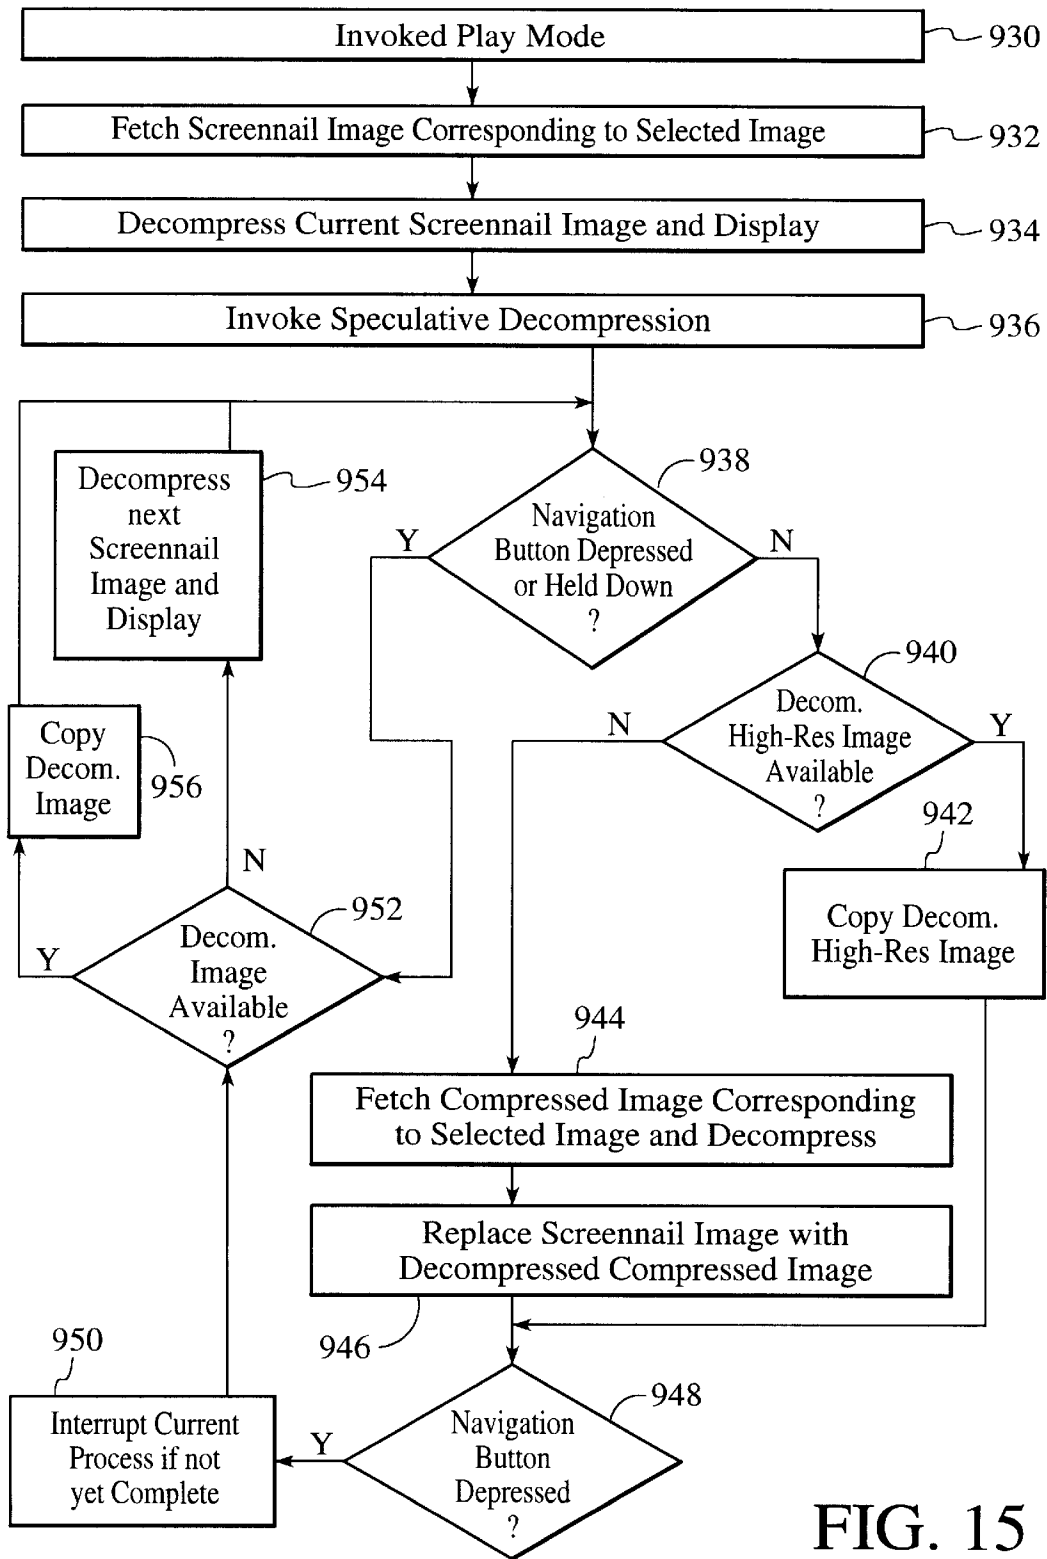 Invoked Play Mode
930
Fetch Screennail Image Corresponding to Selected Image
932
Decompress Current Screennail Image and Display
934
Invoke Speculative Decompression
936
Decompress
next
Screennail
Image and
Display
954
Navigation
Button Depressed
or Held Down
?
938
Y
N
Copy
Decom.
Image
956
Decom.
High-Res Image
Available
?
940
N
Y
942
Copy Decom.
High-Res Image
N
Decom.
Image
Available
?
952
Y
944
Fetch Compressed Image Corresponding
to Selected Image and Decompress
Replace Screennail Image with
Decompressed Compressed Image
946
950
Interrupt Current
Process if not
yet Complete
Y
Navigation
Button
Depressed
?
948
FIG. 15